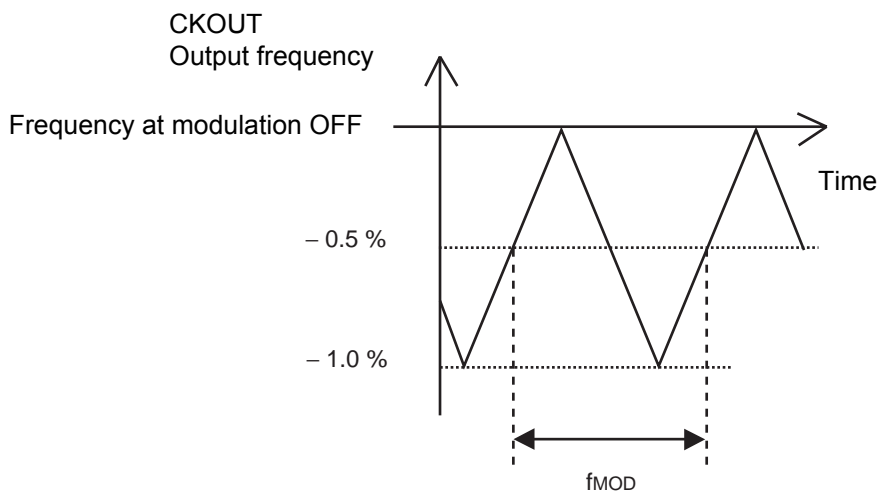 CKOUT
Output frequency
Frequency at modulation OFF
Time
– 0.5 %
– 1.0 %
fMOD